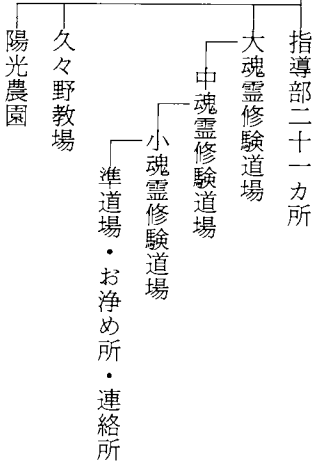 指導部二十一カ所
大魂霊修験道場
中魂霊修験道場
小魂霊修験道場
準道場・お浄め所・連絡所
久々野教場
陽光農園